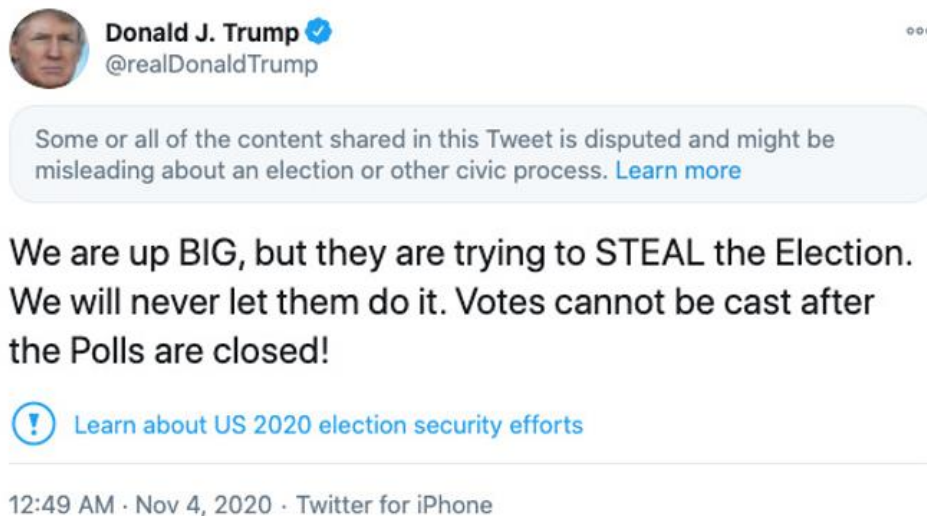 Donald J. Trump
@realDonaldTrump
Some or all of the content shared in this Tweet is disputed and might be
misleading about an election or other civic process. Learn more
We are up BIG, but they are trying to STEAL the Election.
We will never let them do it. Votes cannot be cast after
the Polls are closed!
Learn about US 2020 election security efforts
12:49 AM · Nov 4, 2020 · Twitter for iPhone